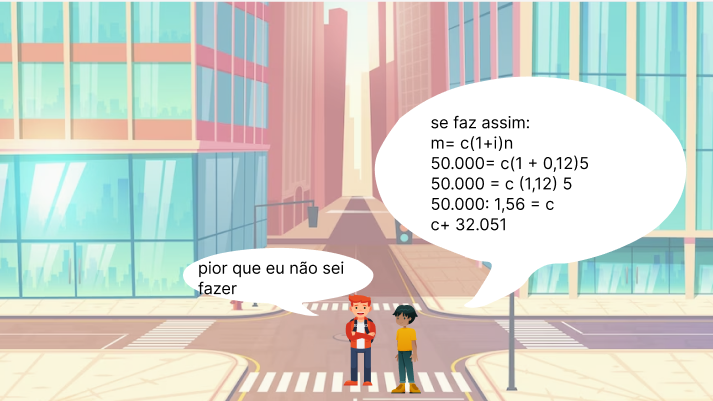 pior que eu não sei
fazer
se faz assim:
m= c(1+i)n
50.000= c(1 + 0,12)5
50.000 = c (1,12) 5
50.000: 1,56 = c
c+ 32.051